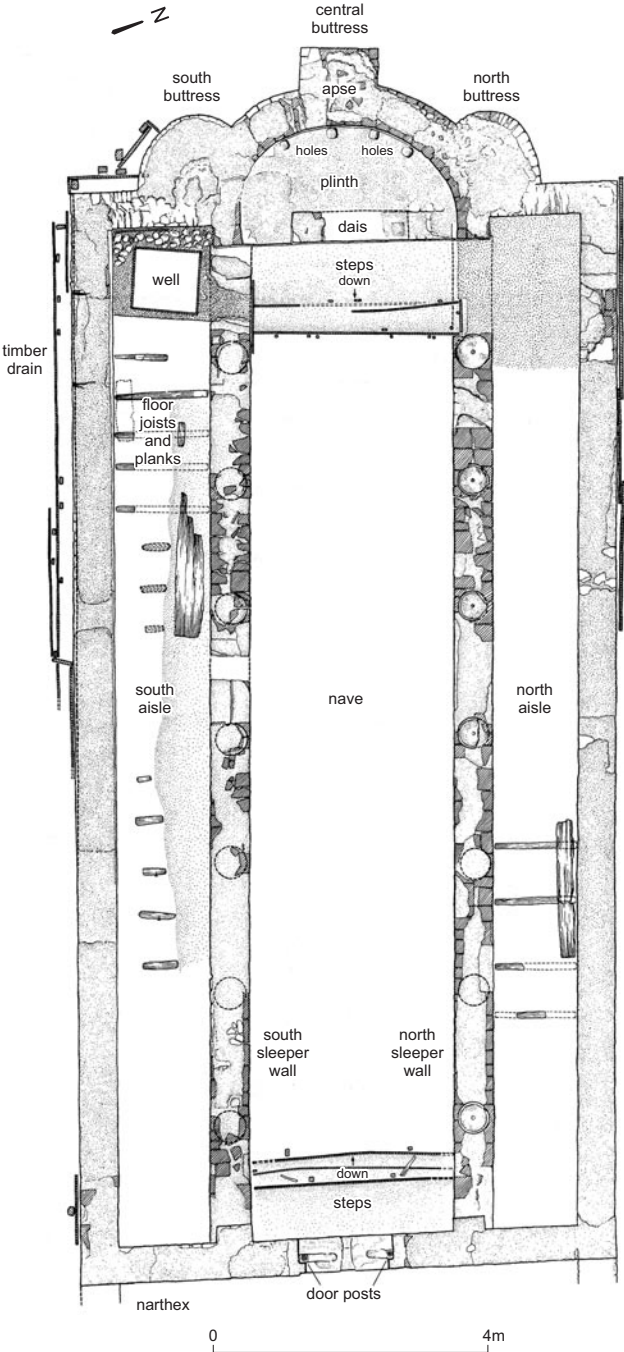 N
central
buttress
south
buttress
apse
north
buttress
holes
holes
plinth
dais
steps
down
well
timber
drain
floor
joists
and
planks
south
aisle
nave
north
aisle
south
sleeper
wall
north
sleeper
wall
down
steps
door posts
narthex
0
4m